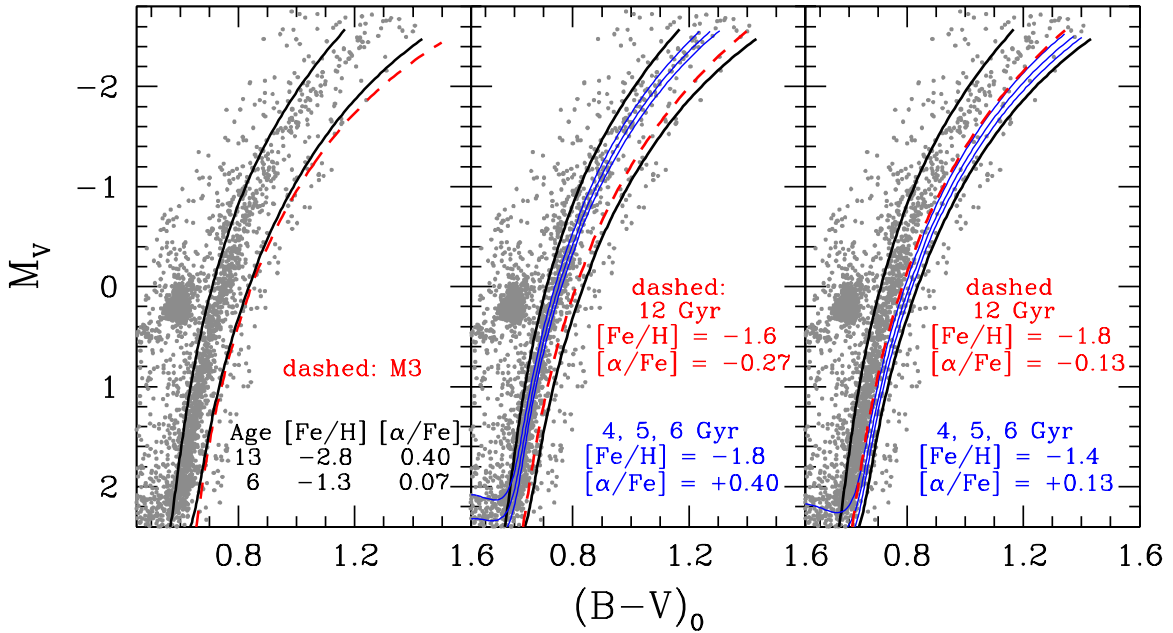 M_V
−2
−1
0
1
2
dashed: M3
Age [Fe/H] [α/Fe]
13 −2.8 0.40
6 −1.3 0.07
dashed:
12 Gyr
[Fe/H] = −1.6
[α/Fe] = −0.27
4, 5, 6 Gyr
[Fe/H] = −1.8
[α/Fe] = +0.40
dashed
12 Gyr
[Fe/H] = −1.8
[α/Fe] = −0.13
4, 5, 6 Gyr
[Fe/H] = −1.4
[α/Fe] = +0.13
0.8 1.2 1.6 0.8 1.2 1.6 0.8 1.2 1.6
(B−V)_0